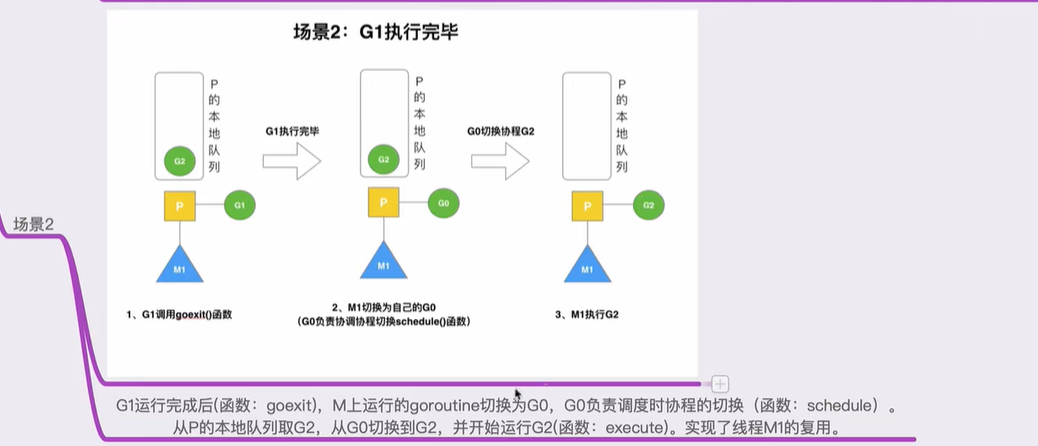 场景2：G1执行完毕
P的本地队列
G2
P
G1
M1
1、G1调用goexit()函数
G1执行完毕
P的本地队列
G2
P
G0
M1
2、M1切换为自己的G0
（G0负责协调协程切换schedule()函数）
G0切换协程G2
P的本地队列
P
G2
M1
3、M1执行G2
场景2
G1运行完成后(函数：goexit)，M上运行的goroutine切换为G0，G0负责调度时协程的切换（函数：schedule）。
从P的本地队列取G2，从G0切换到G2，并开始运行G2(函数：execute)。实现了线程M1的复用。